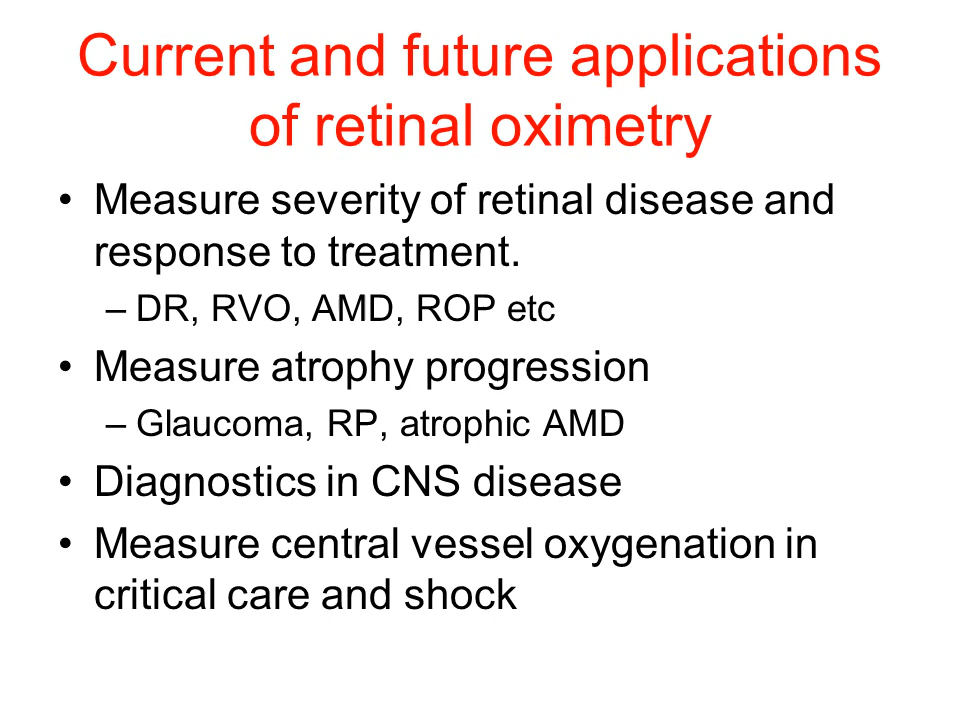 Current and future applications
of retinal oximetry
• Measure severity of retinal disease and
response to treatment.
– DR, RVO, AMD, ROP etc
• Measure atrophy progression
– Glaucoma, RP, atrophic AMD
• Diagnostics in CNS disease
• Measure central vessel oxygenation in
critical care and shock